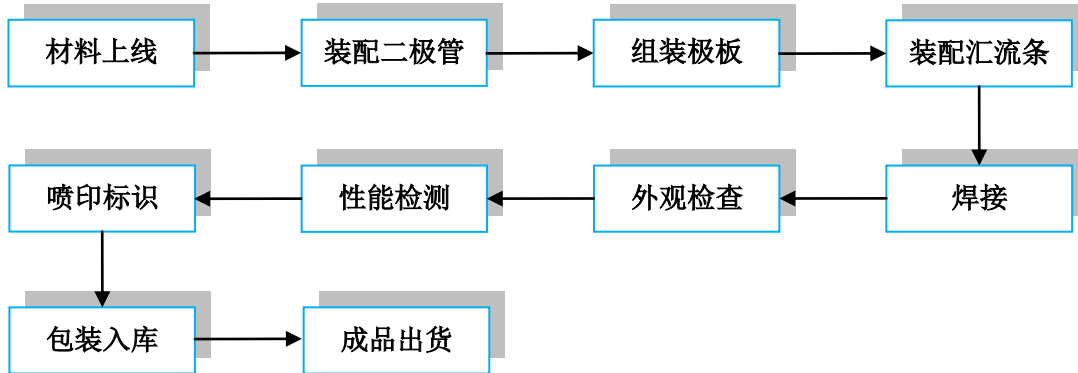 材料上线
装配二极管
组装极板
装配汇流条
喷印标识
性能检测
外观检查
焊接
包装入库
成品出货